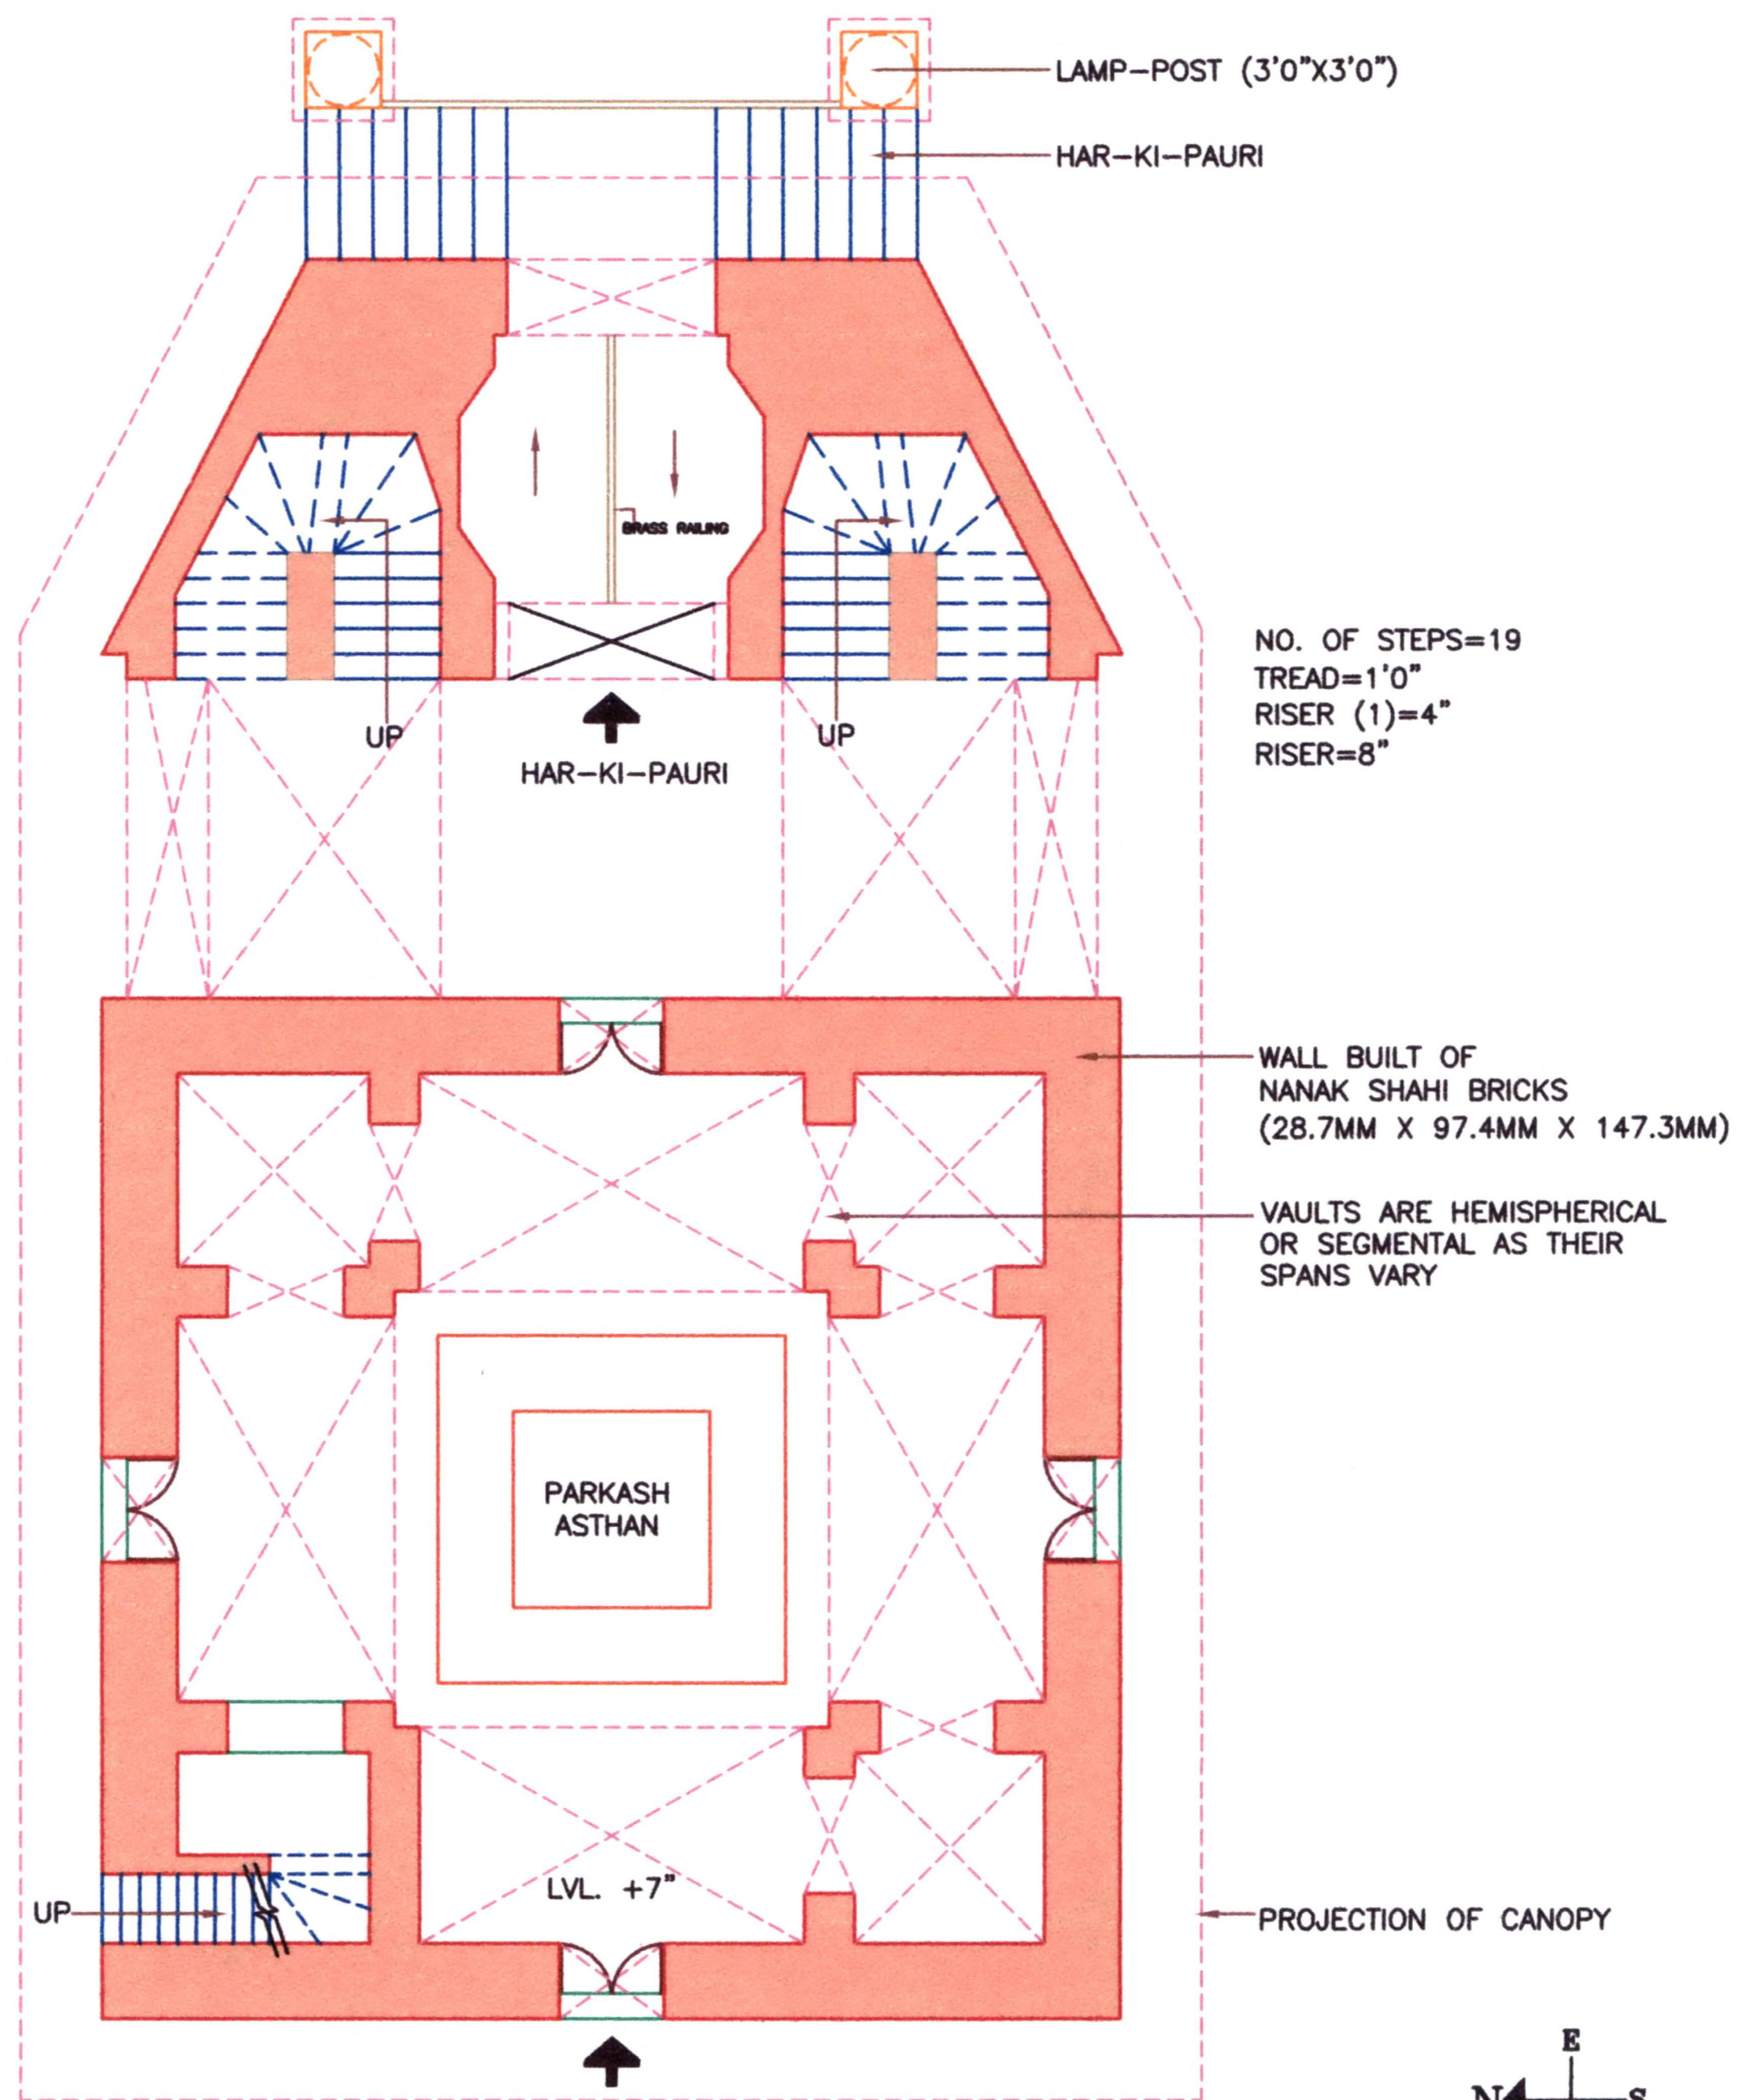 LAMP-POST (3'0"X3'0")
HAR-KI-PAURI
BRASS RAILING
NO. OF STEPS=19
TREAD=1'0"
RISER (1)=4"
RISER=8"
UP
UP
HAR-KI-PAURI
WALL BUILT OF
NANAK SHAHI BRICKS
(28.7MM X 97.4MM X 147.3MM)
VAULTS ARE HEMISPHERICAL
OR SEGMENTAL AS THEIR
SPANS VARY
PARKASH
ASTHAN
LVL. +7"
UP
PROJECTION OF CANOPY
E
N S